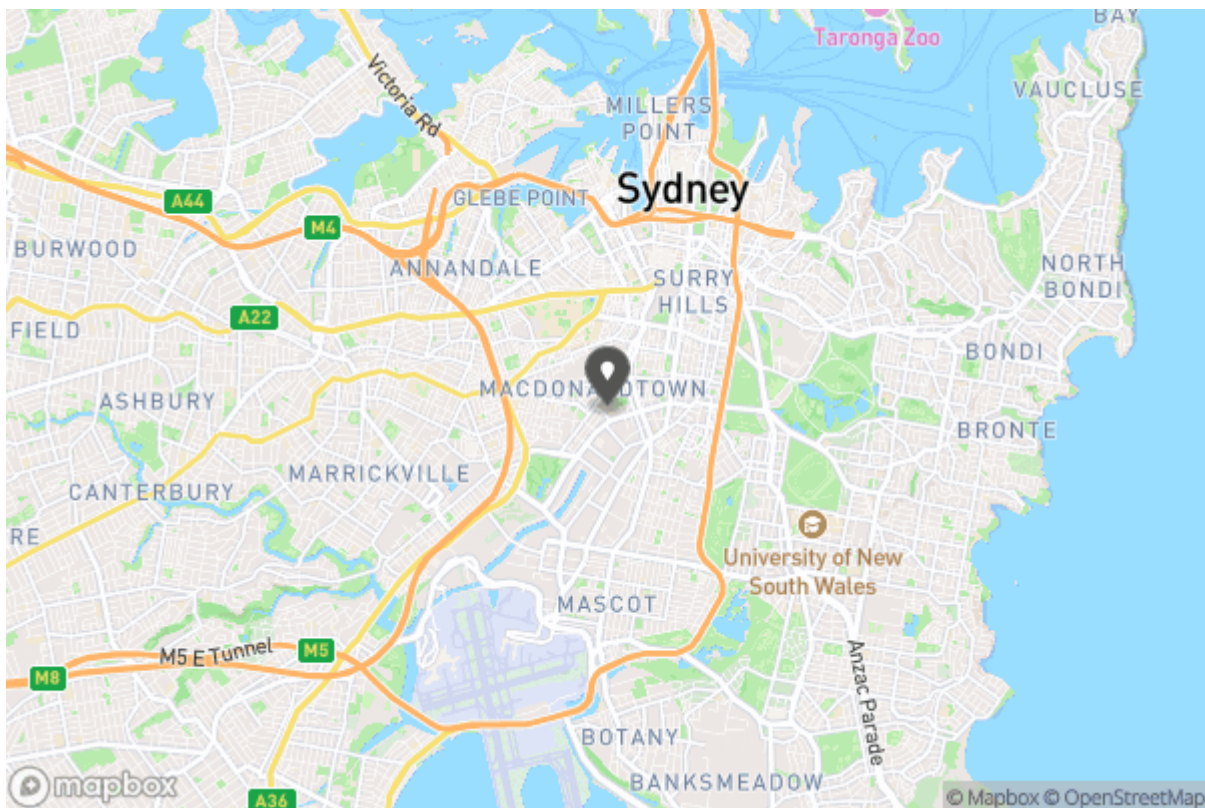 BAY
Taronga Zoo
VAUCLUSE
Victoria Rd
MILLERS
POINT
Sydney
A44
GLEBE POINT
M4
BURWOOD
ANNANDALE
SURRY
HILLS
NORTH
BONDI
A22
FIELD
BONDI
ASHBURY
BRONTE
MARRICKVILLE
CANTERBURY
RE
University of New
South Wales
MASCOT
M5 E Tunnel
M5
M8
Anzac Parade
BOTANY
BANKSMEADOW
mapbox
A36
© Mapbox © OpenStreetMap